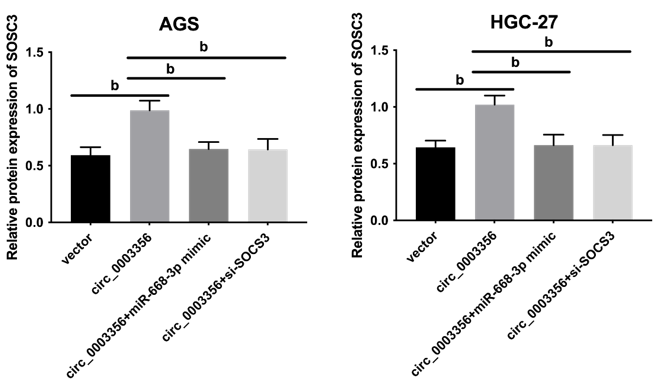 AGS
Relative protein expression of SOSC3
1.5
1.0
0.5
0.0
b
b
b
vector
circ_0003356
circ_0003356+miR-668-3p mimic
circ_0003356+si-SOCS3
HGC-27
Relative protein expression of SOSC3
1.5
1.0
0.5
0.0
b
b
b
vector
circ_0003356
circ_0003356+miR-668-3p mimic
circ_0003356+si-SOCS3